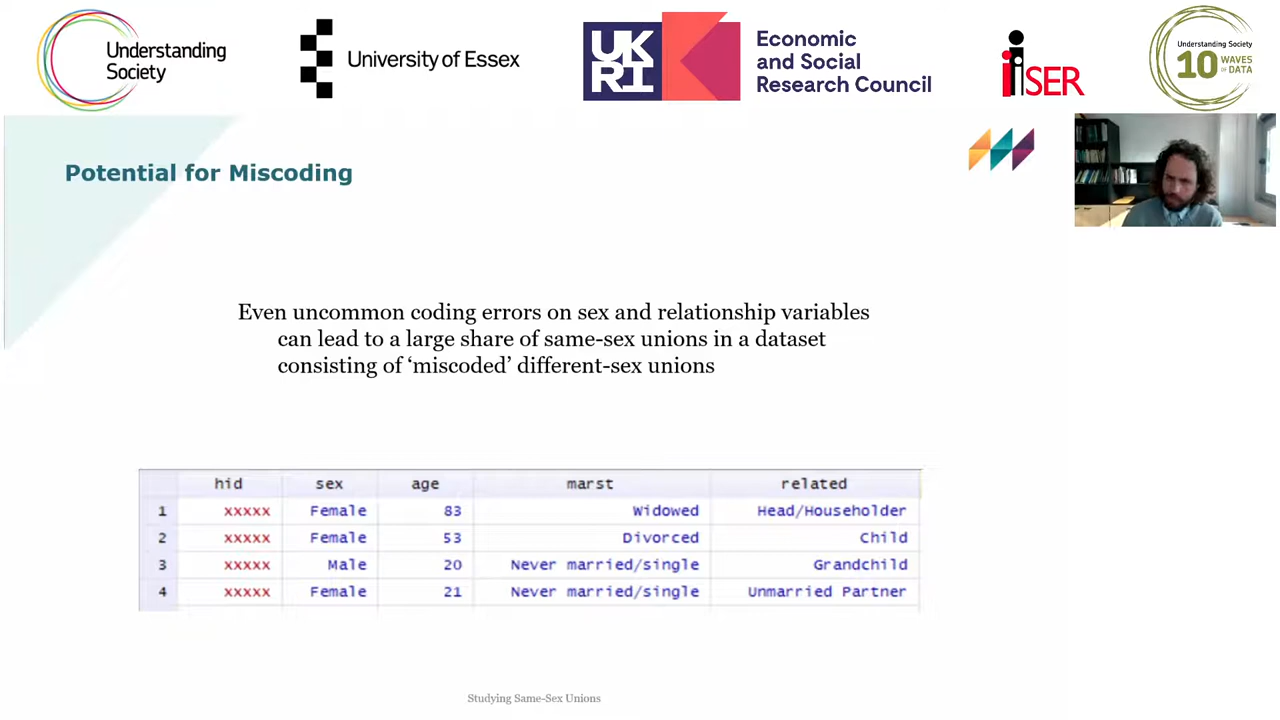 Understanding
Society
University of Essex
UK
RI
Economic
and Social
Research Council
iSER
Understanding Society
10 WAVES
OF DATA
Potential for Miscoding
Even uncommon coding errors on sex and relationship variables
can lead to a large share of same-sex unions in a dataset
consisting of ‘miscoded’ different-sex unions
hid sex age marst related
1 xxxxx Female 83 Widowed Head/Householder
2 xxxxx Female 53 Divorced Child
3 xxxxx Male 20 Never married/single Grandchild
4 xxxxx Female 21 Never married/single Unmarried Partner
Studying Same-Sex Unions